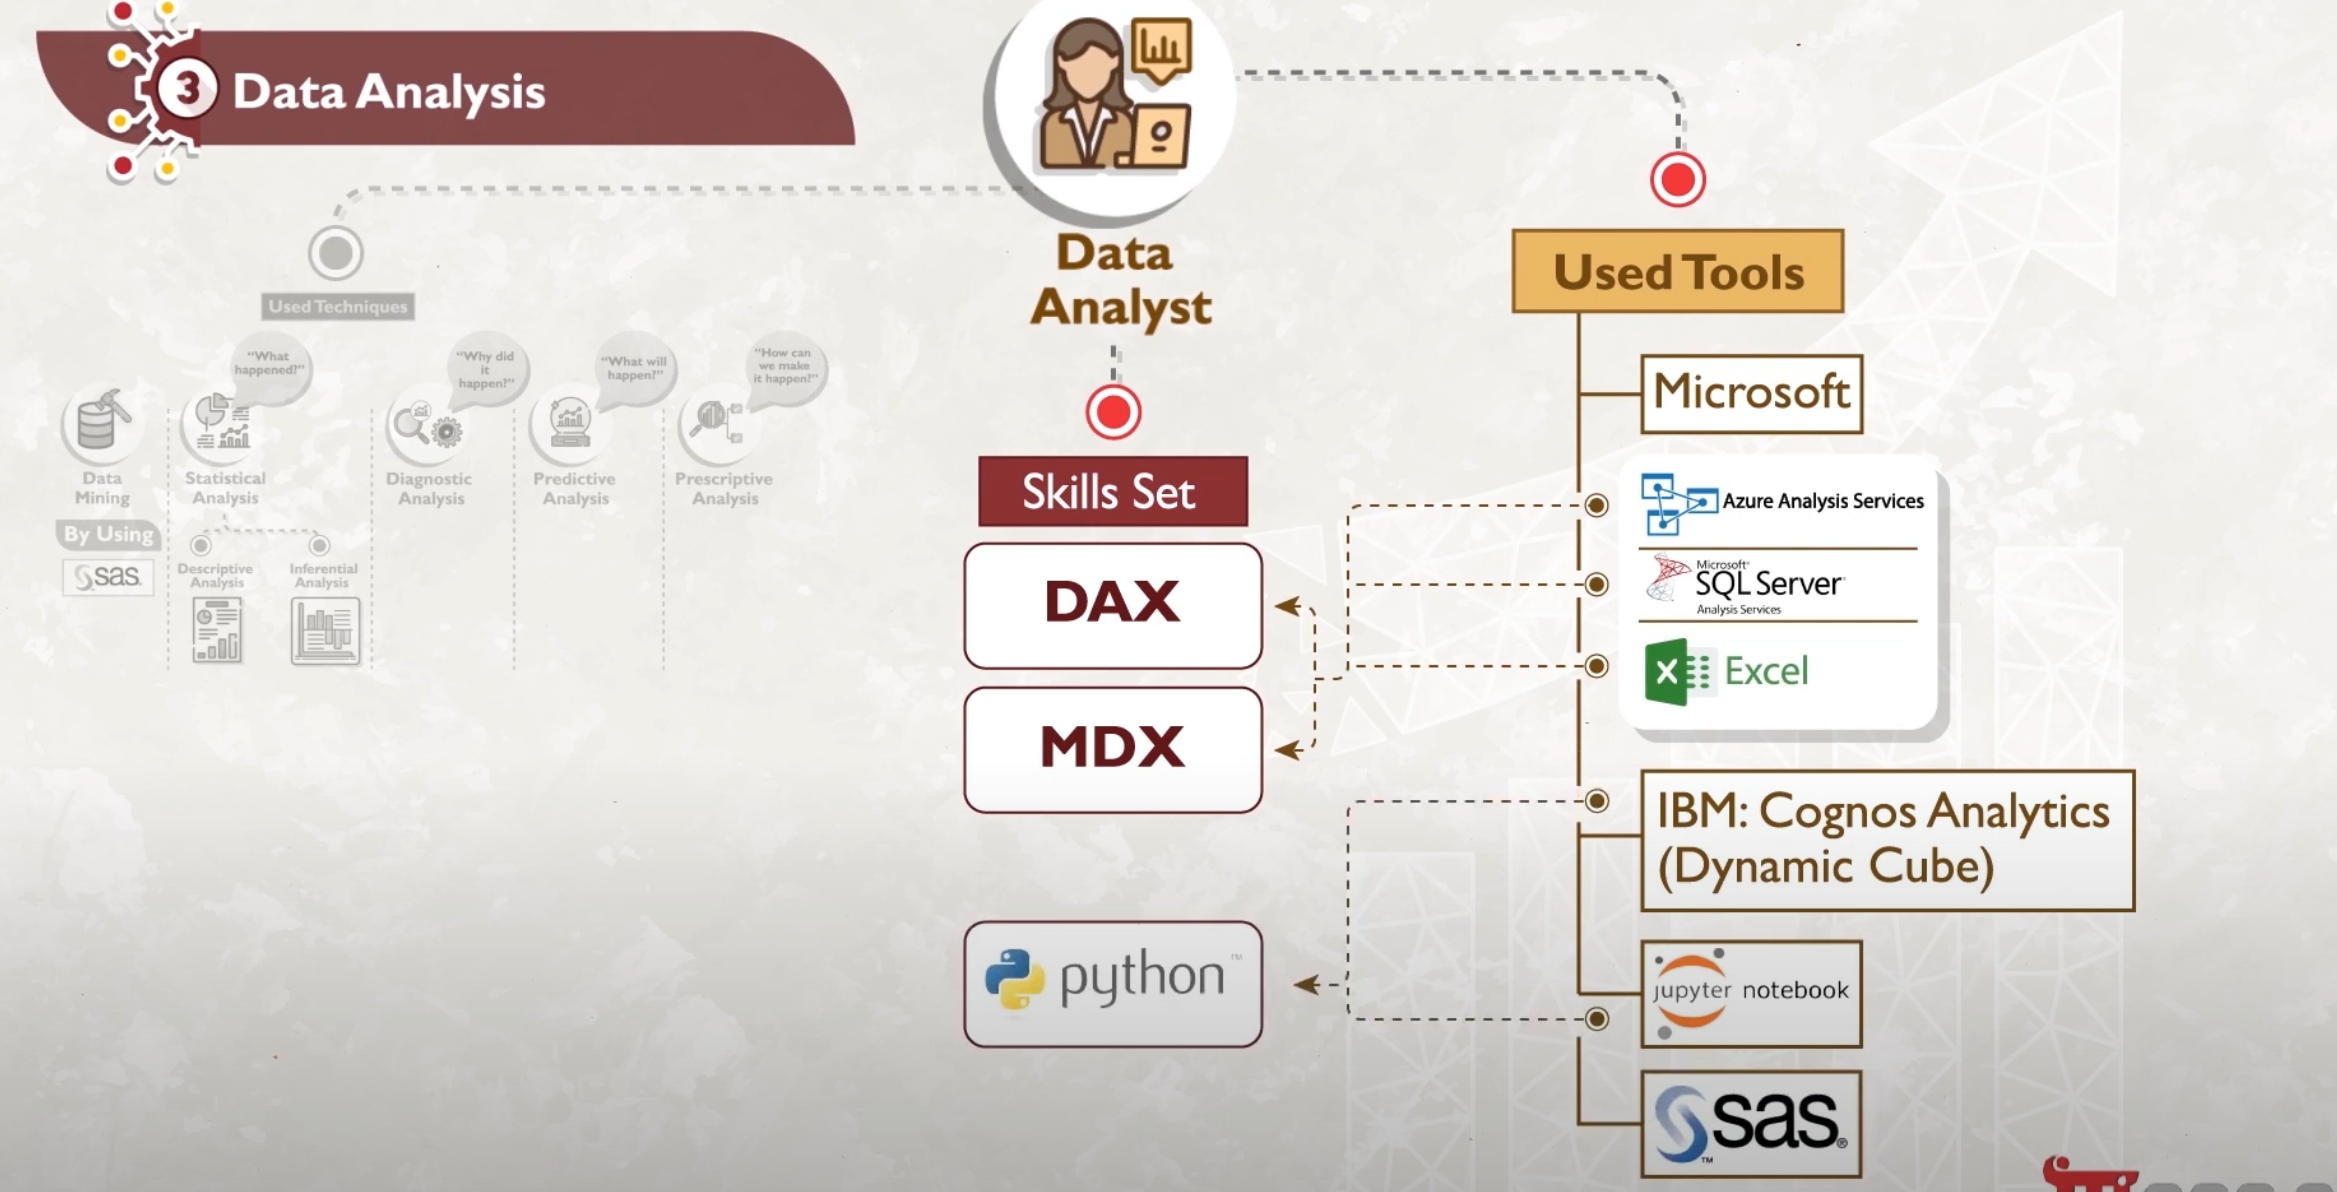 3 Data Analysis
Data
Analyst
Used Techniques
"What
happened?"
"Why did
it
happen?"
"What will
happen?"
"How can
we make
it happen?"
Data
Mining
Statistical
Analysis
Diagnostic
Analysis
Predictive
Analysis
Prescriptive
Analysis
By Using
sas
Descriptive
Analysis
Inferential
Analysis
Skills Set
DAX
MDX
python™
Used Tools
Microsoft
Azure Analysis Services
Microsoft®
SQL Server®
Analysis Services
X Excel
IBM: Cognos Analytics
(Dynamic Cube)
jupyter notebook
sas®
™